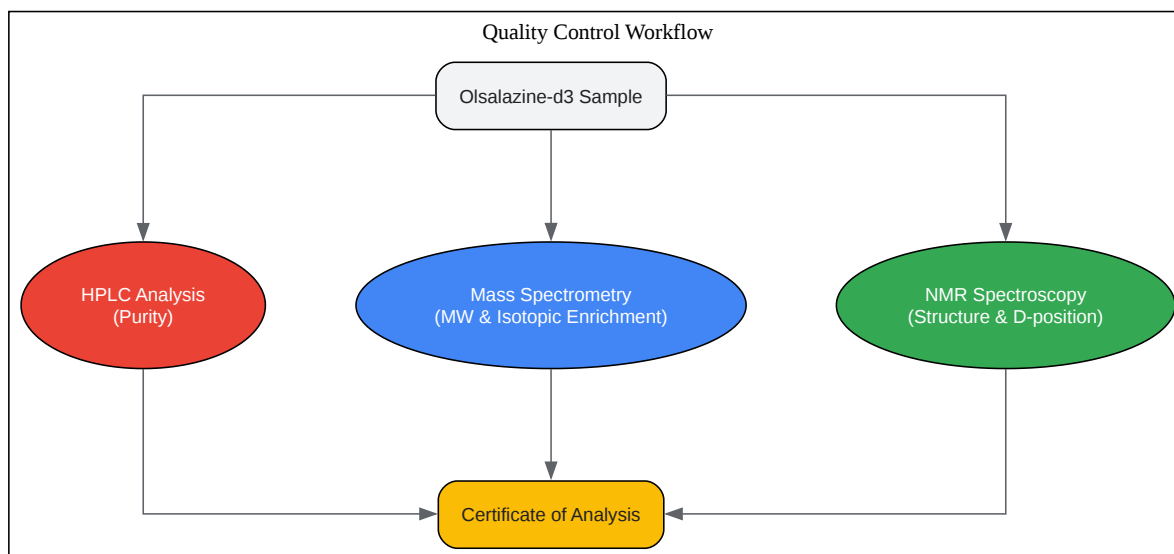 Quality Control Workflow
Olsalazine-d3 Sample
HPLC Analysis
(Purity)
Mass Spectrometry
(MW & Isotopic Enrichment)
NMR Spectroscopy
(Structure & D-position)
Certificate of Analysis